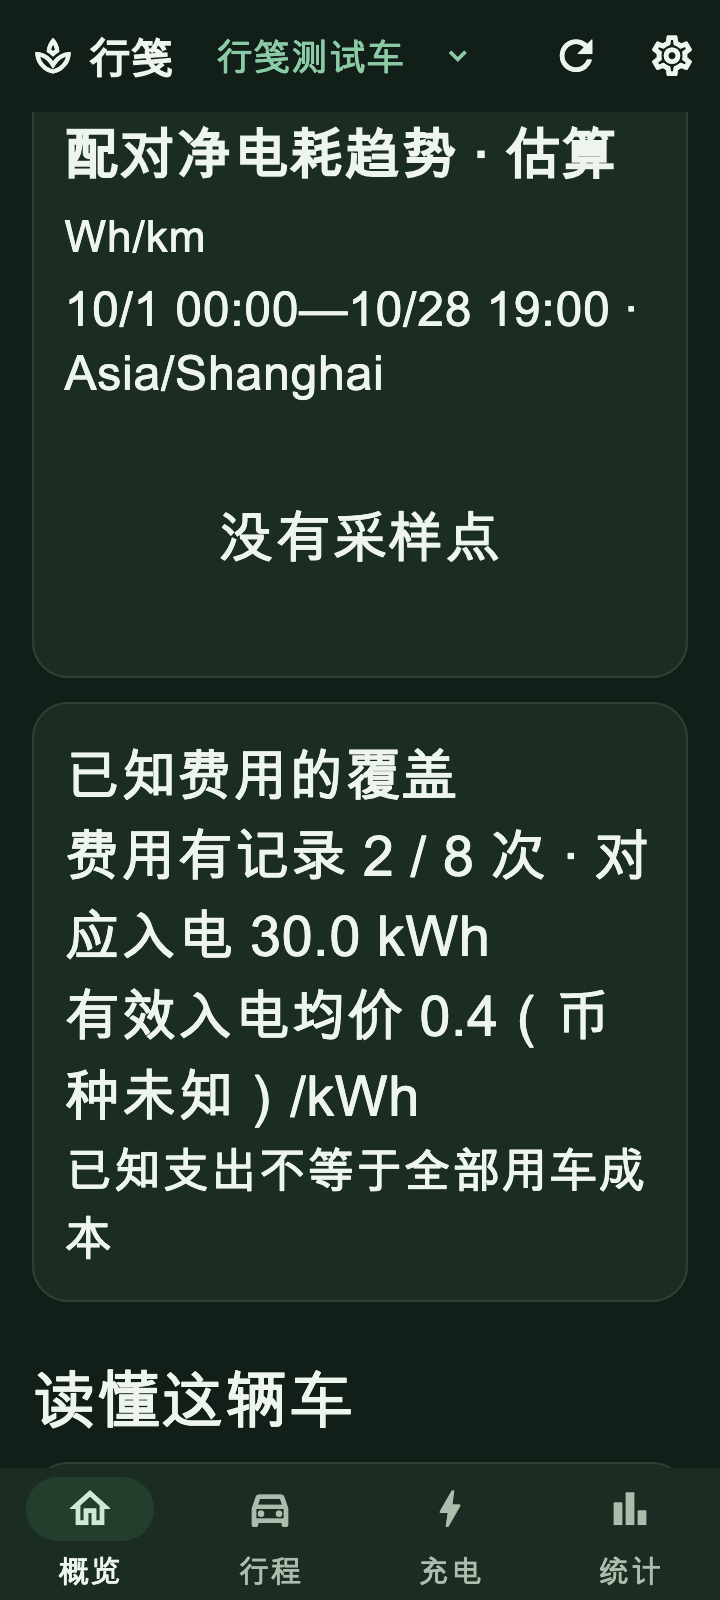 行笺 行笺测试车
配对净电耗趋势 · 估算
Wh/km
10/1 00:00—10/28 19:00 ·
Asia/Shanghai
没有采样点
已知费用的覆盖
费用有记录 2 / 8 次 · 对
应入电 30.0 kWh
有效入电均价 0.4（币
种未知）/kWh
已知支出不等于全部用车成
本
读懂这辆车
概览 行程 充电 统计